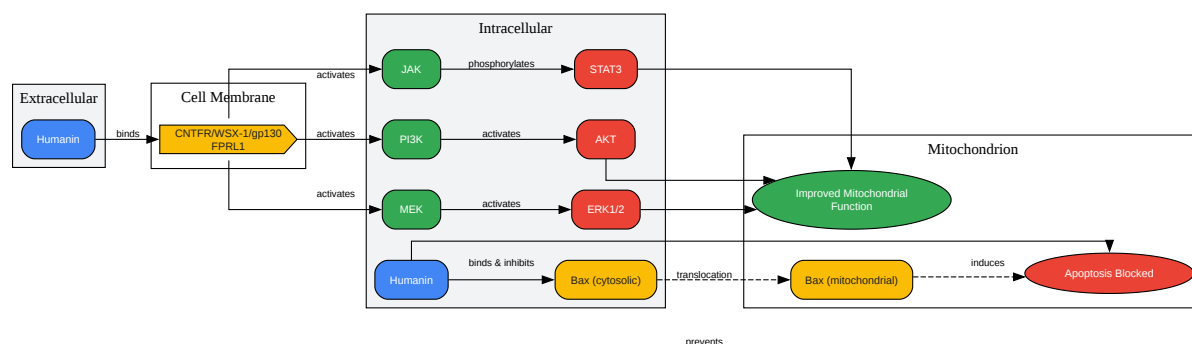 Intracellular
JAK
phosphorylates
STAT3
activates
Extracellular
Cell Membrane
Humanin
binds
CNTFR/WSX-1/gp130
FPRL1
activates
PI3K
activates
AKT
Mitochondrion
activates
MEK
activates
ERK1/2
Improved Mitochondrial
Function
Humanin
binds & inhibits
Bax (cytosolic)
translocation
Bax (mitochondrial)
induces
Apoptosis Blocked
prevents